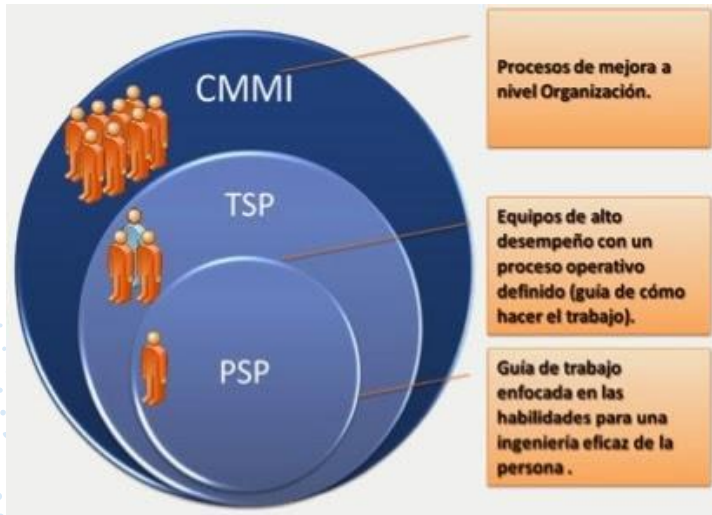 CMMI
Procesos de mejora a
nivel Organización.
TSP
Equipos de alto
desempeño con un
proceso operativo
definido (guía de cómo
hacer el trabajo).
PSP
Guía de trabajo
enfocada en las
habilidades para una
ingeniería eficaz de la
persona .